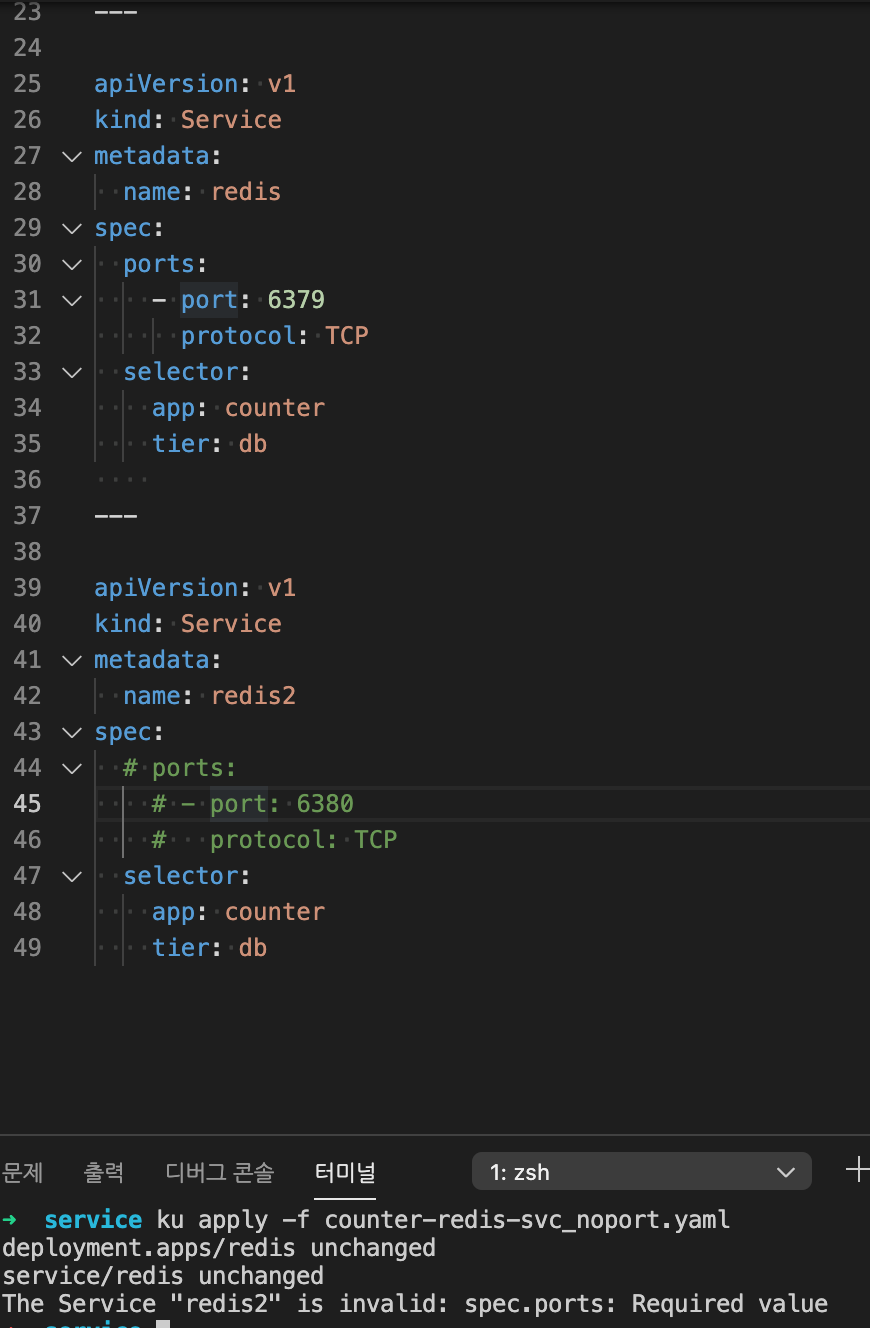 23 ---
24
25 apiVersion: v1
26 kind: Service
27 metadata:
28   name: redis
29 spec:
30   ports:
31     - port: 6379
32       protocol: TCP
33   selector:
34     app: counter
35     tier: db
36
37 ---
38
39 apiVersion: v1
40 kind: Service
41 metadata:
42   name: redis2
43 spec:
44   # ports:
45     # - port: 6380
46     #   protocol: TCP
47   selector:
48     app: counter
49     tier: db
문제 출력 디버그 콘솔 터미널 1: zsh
→ service ku apply -f counter-redis-svc_noport.yaml
deployment.apps/redis unchanged
service/redis unchanged
The Service "redis2" is invalid: spec.ports: Required value
→ service